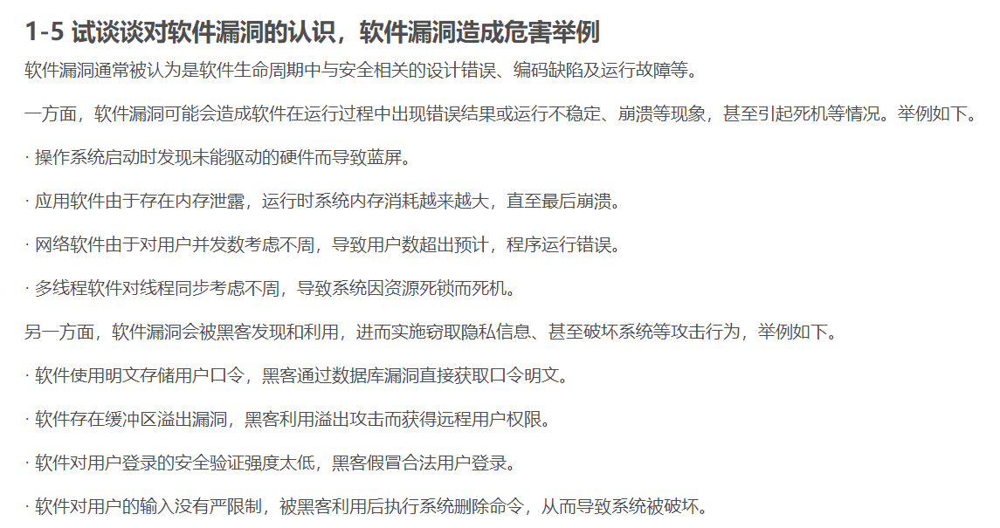 1-5 试谈谈对软件漏洞的认识，软件漏洞造成危害举例
软件漏洞通常被认为是软件生命周期中与安全相关的设计错误、编码缺陷及运行故障等。
一方面，软件漏洞可能会造成软件在运行过程中出现错误结果或运行不稳定、崩溃等现象，甚至引起死机等情况。举例如下。
· 操作系统启动时发现未能驱动的硬件而导致蓝屏。
· 应用软件由于存在内存泄露，运行时系统内存消耗越来越大，直至最后崩溃。
· 网络软件由于对用户并发数考虑不周，导致用户数超出预计，程序运行错误。
· 多线程软件对线程同步考虑不周，导致系统因资源死锁而死机。
另一方面，软件漏洞会被黑客发现和利用，进而实施窃取隐私信息、甚至破坏系统等攻击行为，举例如下。
· 软件使用明文存储用户口令，黑客通过数据库漏洞直接获取口令明文。
· 软件存在缓冲区溢出漏洞，黑客利用溢出攻击而获得远程用户权限。
· 软件对用户登录的安全验证强度太低，黑客假冒合法用户登录。
· 软件对用户的输入没有严限制，被黑客利用后执行系统删除命令，从而导致系统被破坏。